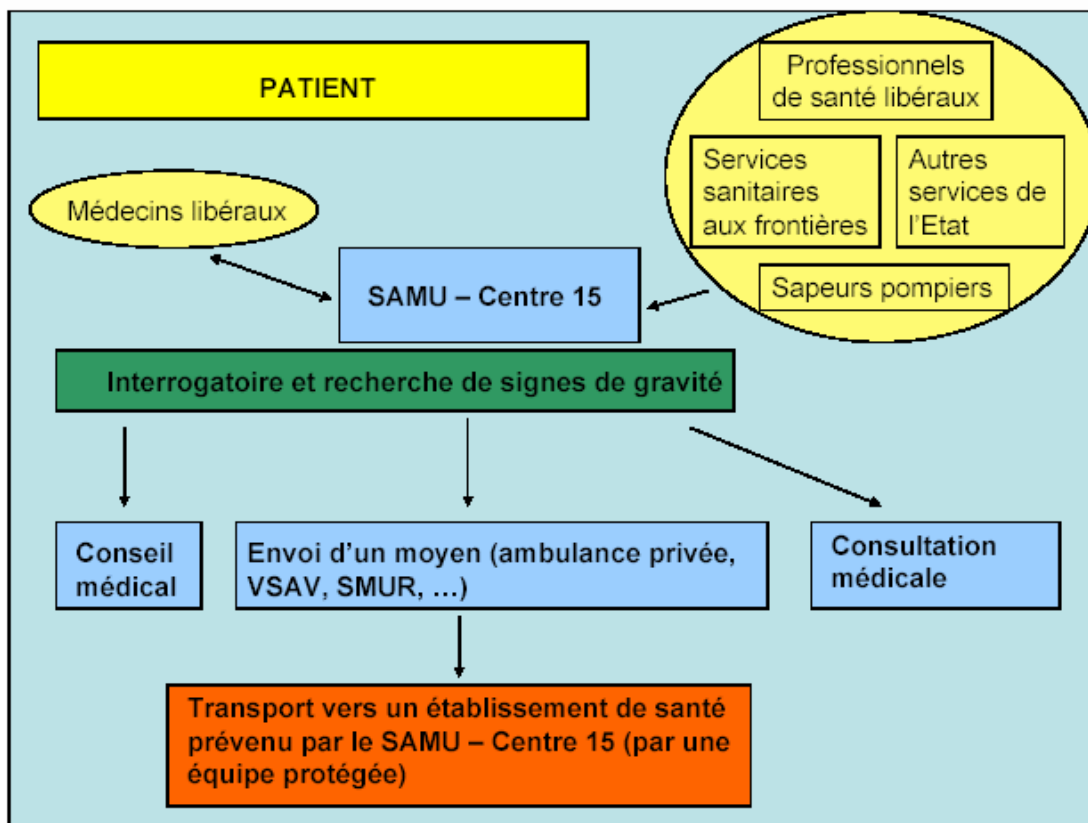 PATIENT
Professionnels
de santé libéraux
Services
sanitaires
aux frontières
Autres
services de
l'Etat
Sapeurs pompiers
Médecins libéraux
SAMU – Centre 15
Interrogatoire et recherche de signes de gravité
Conseil
médical
Envoi d'un moyen (ambulance privée,
VSAV, SMUR, ...)
Consultation
médicale
Transport vers un établissement de santé
prévenu par le SAMU – Centre 15 (par une
équipe protégée)